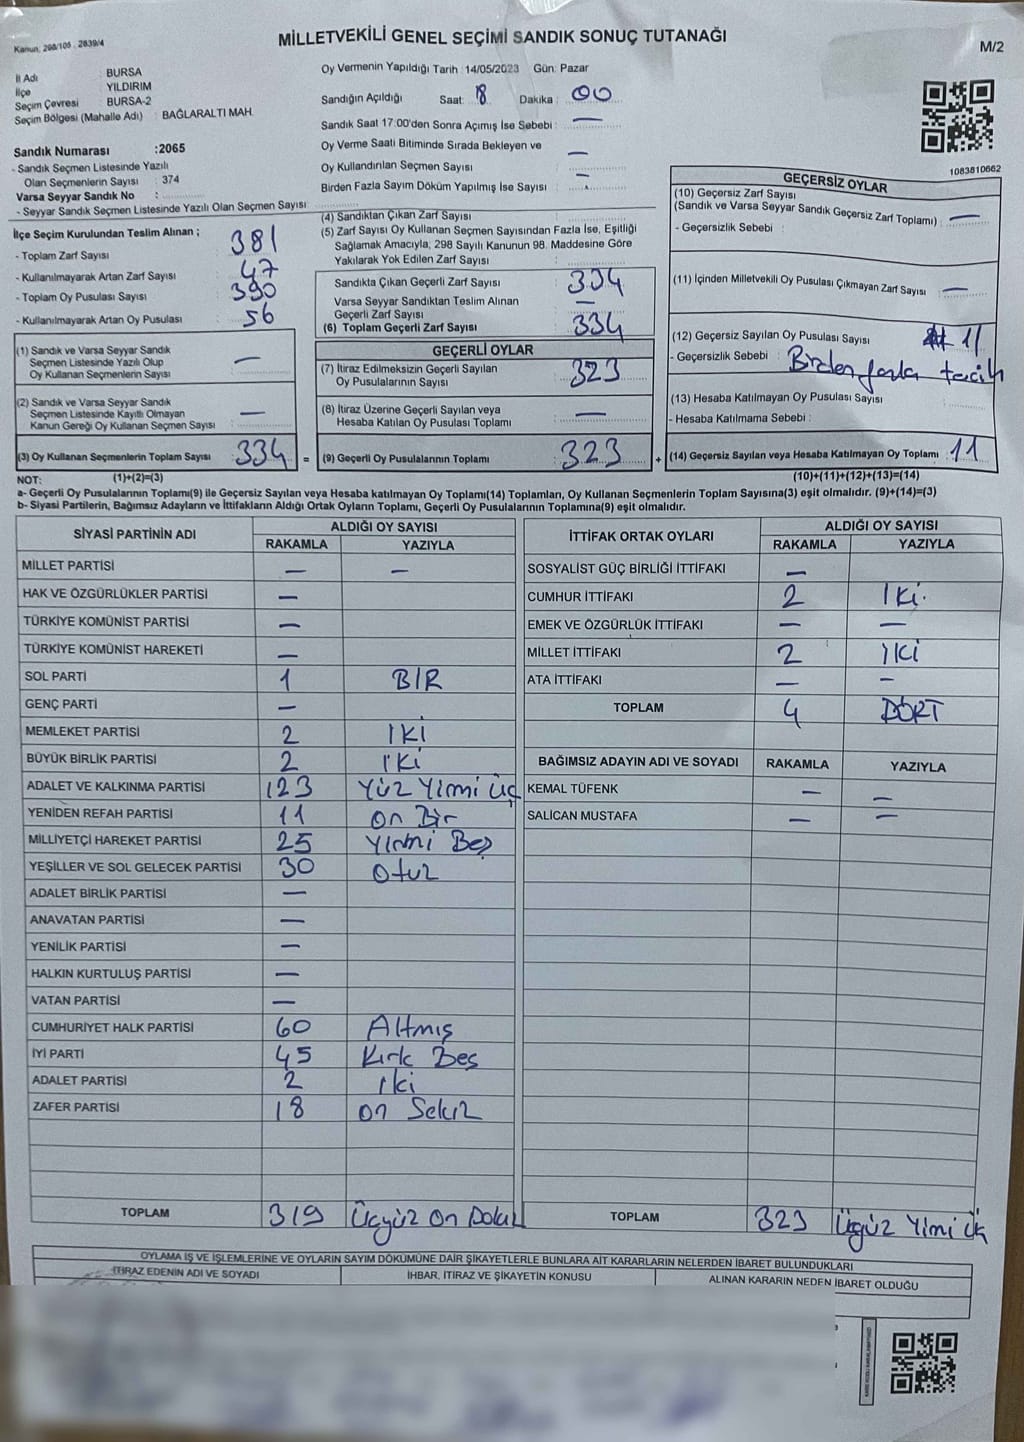 Kanun: 298/105 - 2839/4
MİLLETVEKİLİ GENEL SEÇİMİ SANDIK SONUÇ TUTANAĞI
M/2
İl Adı : BURSA
İlçe : YILDIRIM
Seçim Çevresi : BURSA-2
Seçim Bölgesi (Mahalle Adı) : BAĞLARALTI MAH.
Sandık Numarası :2065
- Sandık Seçmen Listesinde Yazılı
Olan Seçmenlerin Sayısı : 374
Varsa Seyyar Sandık No :
- Seyyar Sandık Seçmen Listesinde Yazılı Olan Seçmen Sayısı
Oy Vermenin Yapıldığı Tarih : 14/05/2023 Gün: Pazar
Sandığın Açıldığı Saat: 18 Dakika : 00
Sandık Saat 17:00'den Sonra Açımış İse Sebebi : —
Oy Verme Saati Bitiminde Sırada Bekleyen ve
Oy Kullandırılan Seçmen Sayısı —
Birden Fazla Sayım Döküm Yapılmış İse Sayısı : -
1083810662
İlçe Seçim Kurulundan Teslim Alınan ;
- Toplam Zarf Sayısı : 381
- Kullanılmayarak Artan Zarf Sayısı : 47
- Toplam Oy Pusulası Sayısı : 390
- Kullanılmayarak Artan Oy Pusulası : 56
(1) Sandık ve Varsa Seyyar Sandık
Seçmen Listesinde Yazılı Olup
Oy Kullanan Seçmenlerin Sayısı —
(2) Sandık ve Varsa Seyyar Sandık
Seçmen Listesinde Kayıtlı Olmayan
Kanun Gereği Oy Kullanan Seçmen Sayısı —
(3) Oy Kullanan Seçmenlerin Toplam Sayısı 334 =
(4) Sandıktan Çıkan Zarf Sayısı
(5) Zarf Sayısı Oy Kullanan Seçmen Sayısından Fazla İse, Eşitliği
Sağlamak Amacıyla, 298 Sayılı Kanunun 98. Maddesine Göre
Yakılarak Yok Edilen Zarf Sayısı :
Sandıkta Çıkan Geçerli Zarf Sayısı : 334
Varsa Seyyar Sandıktan Teslim Alınan
Geçerli Zarf Sayısı : —
(6) Toplam Geçerli Zarf Sayısı 334
GEÇERLİ OYLAR
(7) İtiraz Edilmeksizin Geçerli Sayılan
Oy Pusulalarının Sayısı : 323
(8) İtiraz Üzerine Geçerli Sayılan veya
Hesaba Katılan Oy Pusulası Toplamı : —
(9) Geçerli Oy Pusulalarının Toplamı : 323 +
GEÇERSİZ OYLAR
(10) Geçersiz Zarf Sayısı
(Sandık ve Varsa Seyyar Sandık Geçersiz Zarf Toplamı) : —
- Geçersizlik Sebebi :
(11) İçinden Milletvekili Oy Pusulası Çıkmayan Zarf Sayısı —
(12) Geçersiz Sayılan Oy Pusulası Sayısı 11
- Geçersizlik Sebebi : Birden fazla tercih
(13) Hesaba Katılmayan Oy Pusulası Sayısı
- Hesaba Katılmama Sebebi :
(14) Geçersiz Sayılan veya Hesaba Katılmayan Oy Toplamı : 11
NOT: (1)+(2)=(3) (10)+(11)+(12)+(13)=(14)
a- Geçerli Oy Pusulalarının Toplamı(9) ile Geçersiz Sayılan veya Hesaba katılmayan Oy Toplamı(14) Toplamları, Oy Kullanan Seçmenlerin Toplam Sayısına(3) eşit olmalıdır. (9)+(14)=(3)
b- Siyasi Partilerin, Bağımsız Adayların ve İttifakların Aldığı Ortak Oyların Toplamı, Geçerli Oy Pusulalarının Toplamına(9) eşit olmalıdır.
SİYASİ PARTİNİN ADI ALDIĞI OY SAYISI
RAKAMLA YAZIYLA
MİLLET PARTİSİ — —
HAK VE ÖZGÜRLÜKLER PARTİSİ —
TÜRKİYE KOMÜNİST PARTİSİ —
TÜRKİYE KOMÜNİST HAREKETİ —
SOL PARTİ 1 BİR
GENÇ PARTİ —
MEMLEKET PARTİSİ 2 İKİ
BÜYÜK BİRLİK PARTİSİ 2 İKİ
ADALET VE KALKINMA PARTİSİ 123 Yüz Yirmi Üç
YENİDEN REFAH PARTİSİ 11 On Bir
MİLLİYETÇİ HAREKET PARTİSİ 25 Yirmi Beş
YEŞİLLER VE SOL GELECEK PARTİSİ 30 Otuz
ADALET BİRLİK PARTİSİ —
ANAVATAN PARTİSİ —
YENİLİK PARTİSİ —
HALKIN KURTULUŞ PARTİSİ —
VATAN PARTİSİ —
CUMHURİYET HALK PARTİSİ 60 Altmış
İYİ PARTİ 45 Kırk Beş
ADALET PARTİSİ 2 iki
ZAFER PARTİSİ 18 on Sekiz
TOPLAM 319 Üçyüz On Dokuz
İTTİFAK ORTAK OYLARI ALDIĞI OY SAYISI
RAKAMLA YAZIYLA
SOSYALİST GÜÇ BİRLİĞİ İTTİFAKI —
CUMHUR İTTİFAKI 2 İki
EMEK VE ÖZGÜRLÜK İTTİFAKI — —
MİLLET İTTİFAKI 2 İKİ
ATA İTTİFAKI — —
TOPLAM 4 DÖRT
BAĞIMSIZ ADAYIN ADI VE SOYADI RAKAMLA YAZIYLA
KEMAL TÜFENK — —
SALİCAN MUSTAFA — —
TOPLAM 323 Üçyüz Yirmi Üç
OYLAMA İŞ VE İŞLEMLERİNE VE OYLARIN SAYIM DÖKÜMÜNE DAİR ŞİKAYETLERLE BUNLARA AİT KARARLARIN NELERDEN İBARET BULUNDUKLARI
İTİRAZ EDENİN ADI VE SOYADI İHBAR, İTİRAZ VE ŞİKAYETİN KONUSU ALINAN KARARIN NEDEN İBARET OLDUĞU